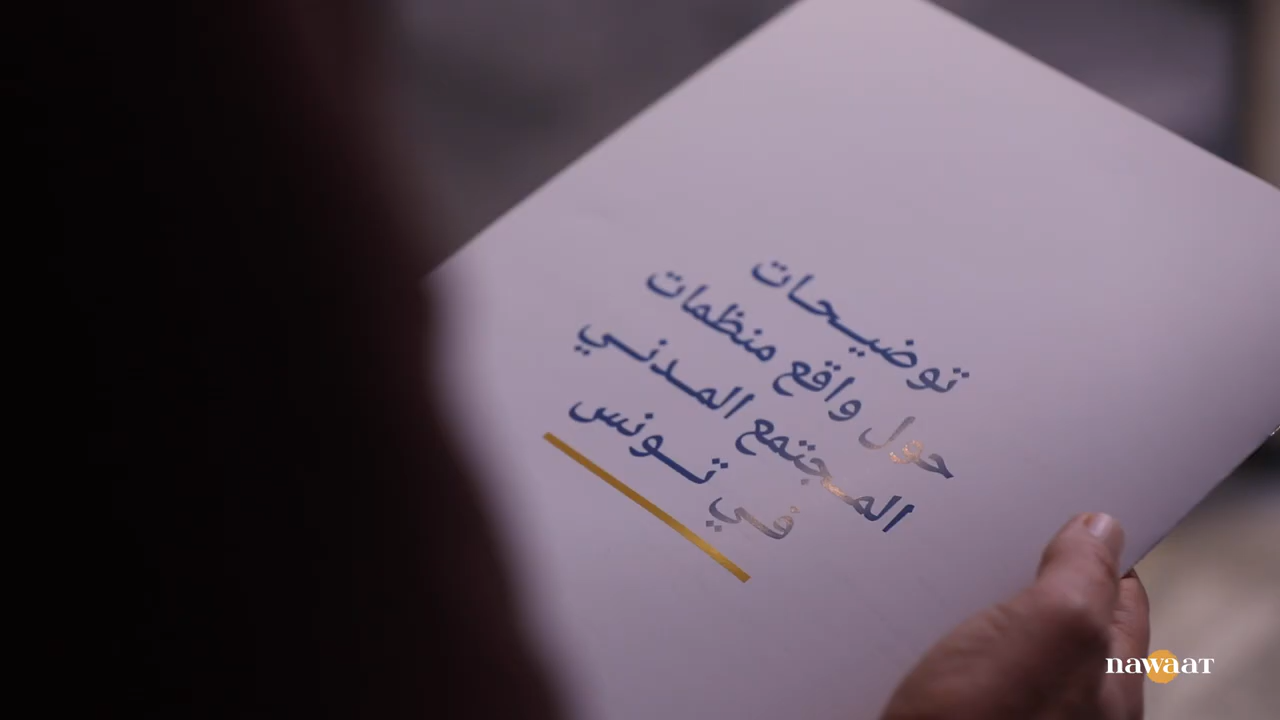 توضيحات
حول واقع منظمات
المجتمع المدني
في تونس
nawaat